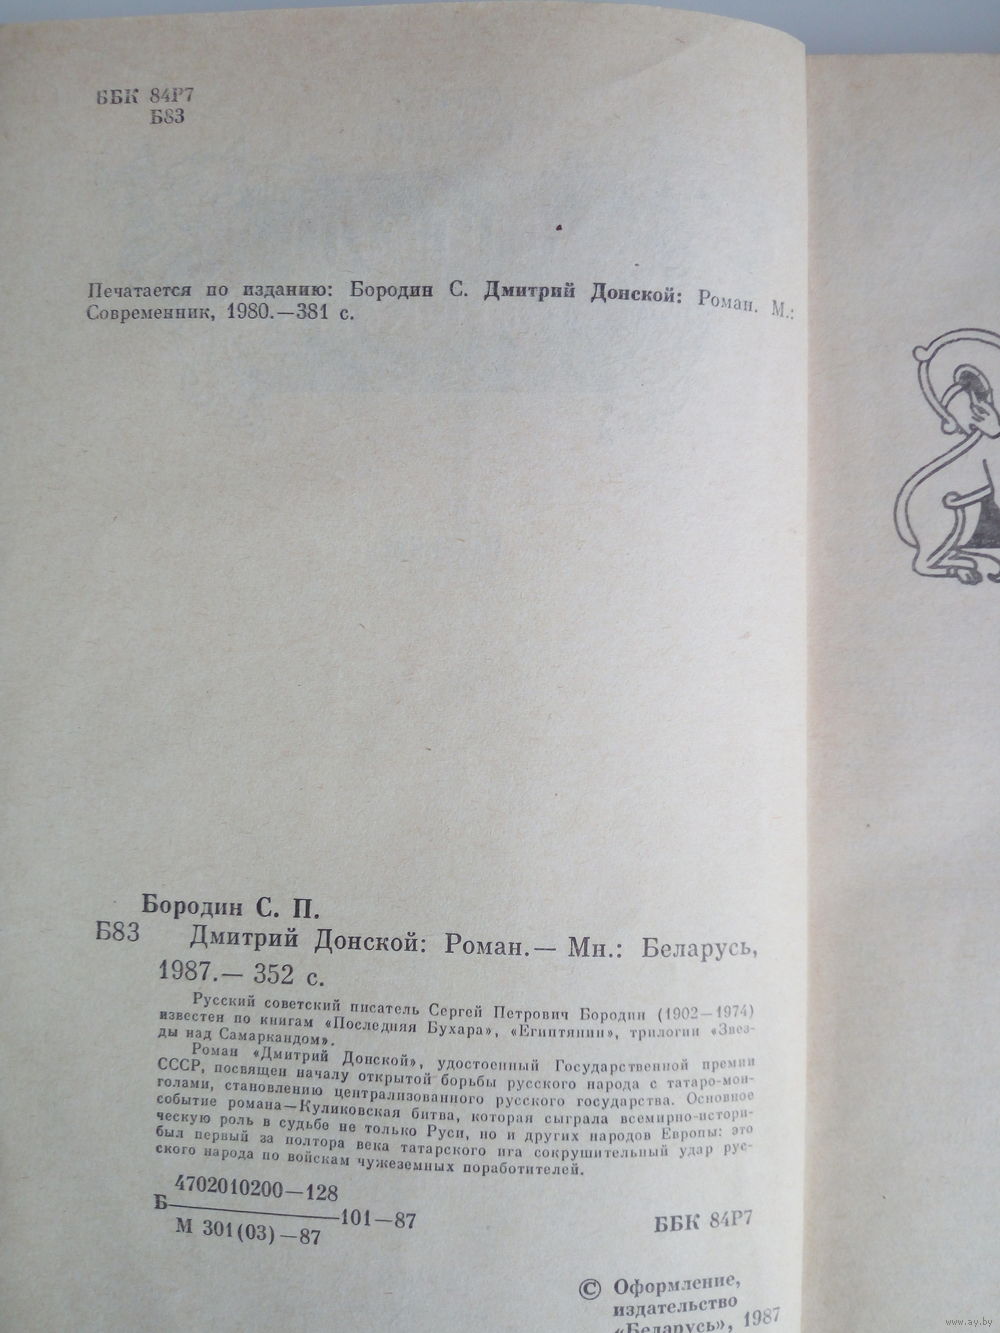 ББК 84Р7
Б83
Печатается по изданию: Бородин С. Дмитрий Донской: Роман. М.:
Современник, 1980.—381 с.
Бородин С. П.
Б83 Дмитрий Донской: Роман.— Мн.: Беларусь,
1987.— 352 с.
Русский советский писатель Сергей Петрович Бородин (1902—1974)
известен по книгам «Последняя Бухара», «Египтянин», трилогии «Звез-
ды над Самаркандом».
Роман «Дмитрий Донской», удостоенный Государственной премии
СССР, посвящен началу открытой борьбы русского народа с татаро-мон-
голами, становлению централизованного русского государства. Основное
событие романа—Куликовская битва, которая сыграла всемирно-истори-
ческую роль в судьбе не только Руси, но и других народов Европы: это
был первый за полтора века татарского ига сокрушительный удар рус-
ского народа по войскам чужеземных поработителей.
4702010200—128
Б———101—87
М 301(03)—87
ББК 84Р7
© Оформление,
издательство
«Беларусь», 1987
www.ay.by